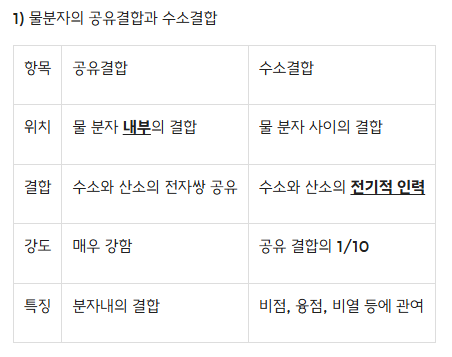 1) 물분자의 공유결합과 수소결합
항목 공유결합 수소결합
위치 물 분자 내부의 결합 물 분자 사이의 결합
결합 수소와 산소의 전자쌍 공유 수소와 산소의 전기적 인력
강도 매우 강함 공유 결합의 1/10
특징 분자내의 결합 비점, 융점, 비열 등에 관여